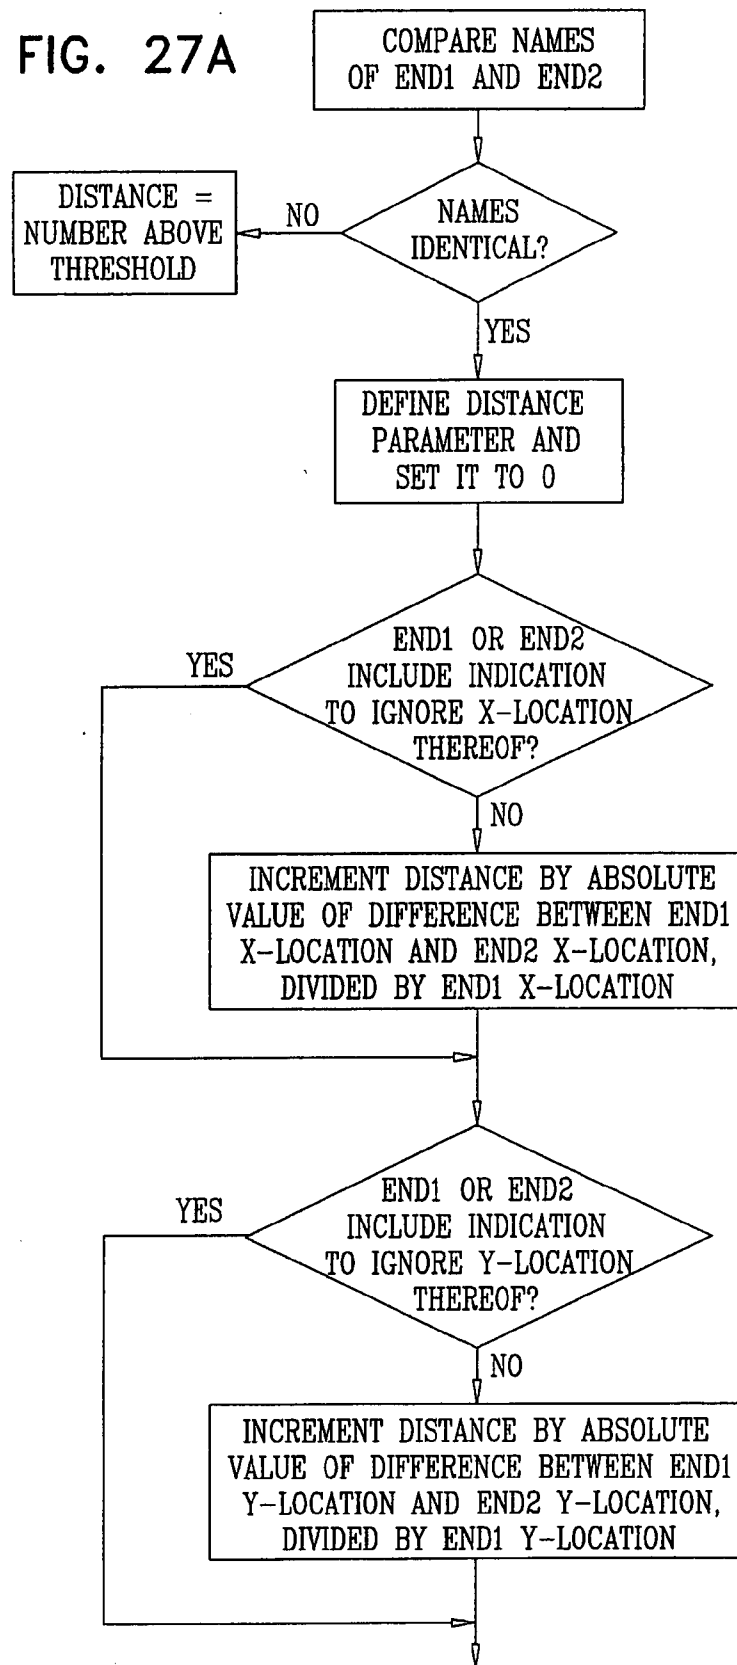 FIG. 27A
COMPARE NAMES
OF END1 AND END2
NAMES
IDENTICAL?
NO
DISTANCE =
NUMBER ABOVE
THRESHOLD
YES
DEFINE DISTANCE
PARAMETER AND
SET IT TO 0
END1 OR END2
INCLUDE INDICATION
TO IGNORE X-LOCATION
THEREOF?
YES
NO
INCREMENT DISTANCE BY ABSOLUTE
VALUE OF DIFFERENCE BETWEEN END1
X-LOCATION AND END2 X-LOCATION,
DIVIDED BY END1 X-LOCATION
END1 OR END2
INCLUDE INDICATION
TO IGNORE Y-LOCATION
THEREOF?
YES
NO
INCREMENT DISTANCE BY ABSOLUTE
VALUE OF DIFFERENCE BETWEEN END1
Y-LOCATION AND END2 Y-LOCATION,
DIVIDED BY END1 Y-LOCATION